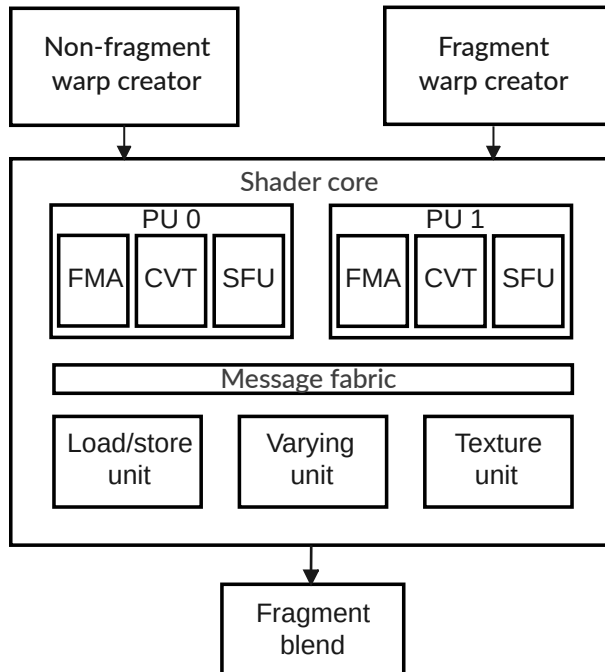 Non-fragment
warp creator
Fragment
warp creator
Shader core
PU 0
FMA
CVT
SFU
PU 1
FMA
CVT
SFU
Message fabric
Load/store
unit
Varying
unit
Texture
unit
Fragment
blend